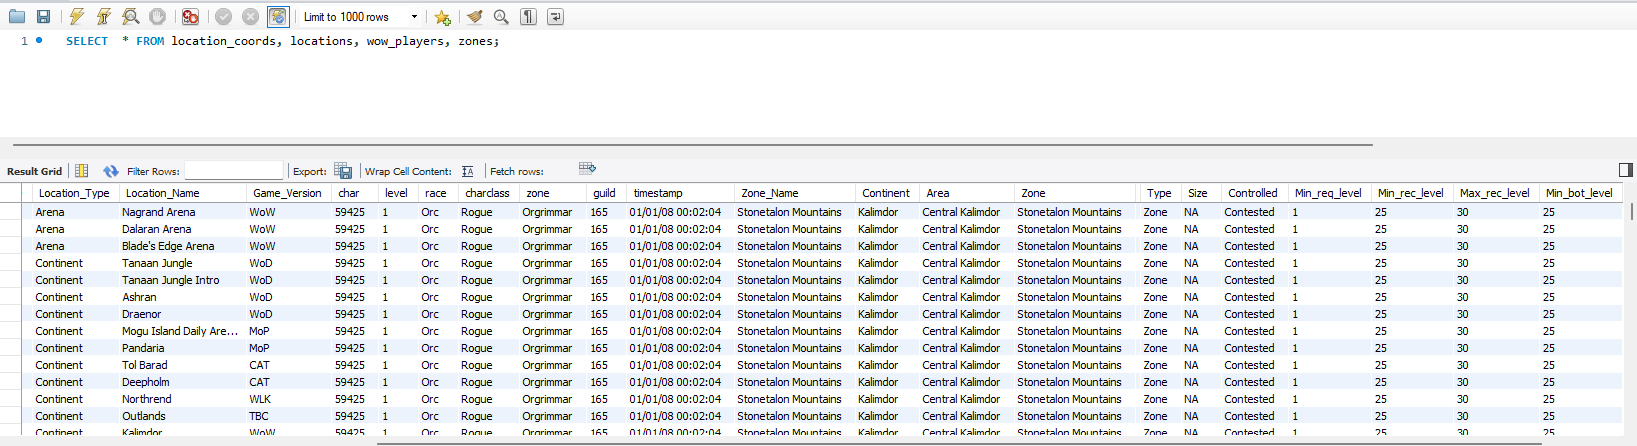 Limit to 1000 rows
1 SELECT * FROM location_coords, locations, wow_players, zones;
Result Grid Filter Rows: Export: Wrap Cell Content: Fetch rows:
Location_Type Location_Name Game_Version char level race charclass zone guild timestamp Zone_Name Continent Area Zone Type Size Controlled Min_req_level Min_rec_level Max_rec_level Min_bot_level
Arena Nagrand Arena WoW 59425 1 Orc Rogue Orgrimmar 165 01/01/08 00:02:04 Stonetalon Mountains Kalimdor Central Kalimdor Stonetalon Mountains Zone NA Contested 1 25 30 25
Arena Dalaran Arena WoW 59425 1 Orc Rogue Orgrimmar 165 01/01/08 00:02:04 Stonetalon Mountains Kalimdor Central Kalimdor Stonetalon Mountains Zone NA Contested 1 25 30 25
Arena Blade's Edge Arena WoW 59425 1 Orc Rogue Orgrimmar 165 01/01/08 00:02:04 Stonetalon Mountains Kalimdor Central Kalimdor Stonetalon Mountains Zone NA Contested 1 25 30 25
Continent Tanaan Jungle WoD 59425 1 Orc Rogue Orgrimmar 165 01/01/08 00:02:04 Stonetalon Mountains Kalimdor Central Kalimdor Stonetalon Mountains Zone NA Contested 1 25 30 25
Continent Tanaan Jungle Intro WoD 59425 1 Orc Rogue Orgrimmar 165 01/01/08 00:02:04 Stonetalon Mountains Kalimdor Central Kalimdor Stonetalon Mountains Zone NA Contested 1 25 30 25
Continent Ashran WoD 59425 1 Orc Rogue Orgrimmar 165 01/01/08 00:02:04 Stonetalon Mountains Kalimdor Central Kalimdor Stonetalon Mountains Zone NA Contested 1 25 30 25
Continent Draenor WoD 59425 1 Orc Rogue Orgrimmar 165 01/01/08 00:02:04 Stonetalon Mountains Kalimdor Central Kalimdor Stonetalon Mountains Zone NA Contested 1 25 30 25
Continent Mogu Island Daily Are... MoP 59425 1 Orc Rogue Orgrimmar 165 01/01/08 00:02:04 Stonetalon Mountains Kalimdor Central Kalimdor Stonetalon Mountains Zone NA Contested 1 25 30 25
Continent Pandaria MoP 59425 1 Orc Rogue Orgrimmar 165 01/01/08 00:02:04 Stonetalon Mountains Kalimdor Central Kalimdor Stonetalon Mountains Zone NA Contested 1 25 30 25
Continent Tol Barad CAT 59425 1 Orc Rogue Orgrimmar 165 01/01/08 00:02:04 Stonetalon Mountains Kalimdor Central Kalimdor Stonetalon Mountains Zone NA Contested 1 25 30 25
Continent Deepholm CAT 59425 1 Orc Rogue Orgrimmar 165 01/01/08 00:02:04 Stonetalon Mountains Kalimdor Central Kalimdor Stonetalon Mountains Zone NA Contested 1 25 30 25
Continent Northrend WLK 59425 1 Orc Rogue Orgrimmar 165 01/01/08 00:02:04 Stonetalon Mountains Kalimdor Central Kalimdor Stonetalon Mountains Zone NA Contested 1 25 30 25
Continent Outlands TBC 59425 1 Orc Rogue Orgrimmar 165 01/01/08 00:02:04 Stonetalon Mountains Kalimdor Central Kalimdor Stonetalon Mountains Zone NA Contested 1 25 30 25
Continent Kalimdor WoW 59425 1 Orc Rogue Orgrimmar 165 01/01/08 00:02:04 Stonetalon Mountains Kalimdor Central Kalimdor Stonetalon Mountains Zone NA Contested 1 25 30 25